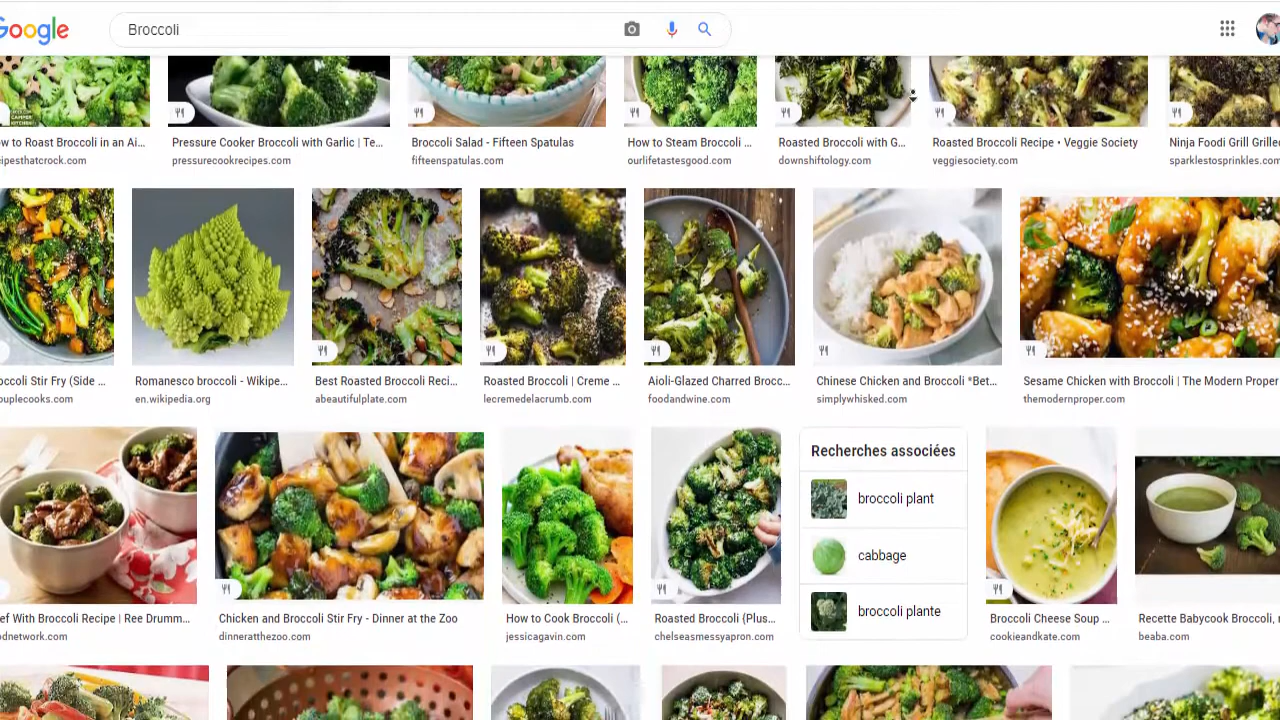 Google
Broccoli
w to Roast Broccoli in an Ai...
ipesthatcrock.com
Pressure Cooker Broccoli with Garlic | Te...
pressurecookrecipes.com
Broccoli Salad - Fifteen Spatulas
fifteenspatulas.com
How to Steam Broccoli ...
ourlifetastesgood.com
Roasted Broccoli with G...
downshiftology.com
Roasted Broccoli Recipe • Veggie Society
veggiesociety.com
Ninja Foodi Grill Grille
sparklestosprinkles.com
occoli Stir Fry (Side ...
ouplecooks.com
Romanesco broccoli - Wikipe...
en.wikipedia.org
Best Roasted Broccoli Reci...
abeautifulplate.com
Roasted Broccoli | Creme ...
lecremedelacrumb.com
Aioli-Glazed Charred Brocc...
foodandwine.com
Chinese Chicken and Broccoli *Bet...
simplywhisked.com
Sesame Chicken with Broccoli | The Modern Proper
themodernproper.com
ef With Broccoli Recipe | Ree Drumm...
odnetwork.com
Chicken and Broccoli Stir Fry - Dinner at the Zoo
dinneratthezoo.com
How to Cook Broccoli (...
jessicagavin.com
Roasted Broccoli {Plus...
chelseasmessyapron.com
Recherches associées
broccoli plant
cabbage
broccoli plante
Broccoli Cheese Soup ...
cookieandkate.com
Recette Babycook Broccoli,
beaba.com